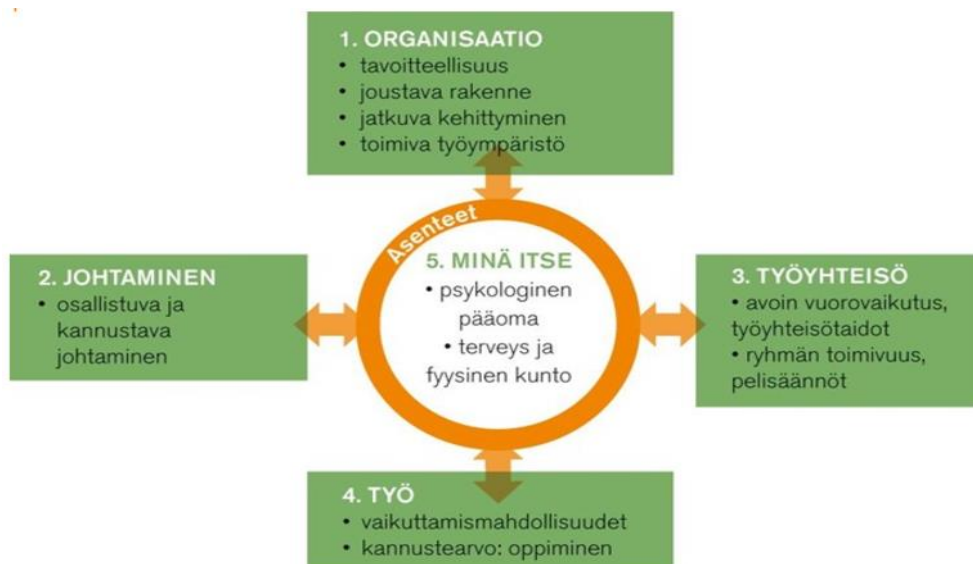 1. ORGANISAATIO
• tavoitteellisuus
• joustava rakenne
• jatkuva kehittyminen
• toimiva työympäristö
Asenteet
2. JOHTAMINEN
• osallistuva ja
kannustava
johtaminen
5. MINÄ ITSE
• psykologinen
pääoma
• terveys ja
fyysinen kunto
3. TYÖYHTEISÖ
• avoin vuorovaikutus,
työyhteisötaidot
• ryhmän toimivuus,
pelisäännöt
4. TYÖ
• vaikuttamismahdollisuudet
• kannustearvo: oppiminen